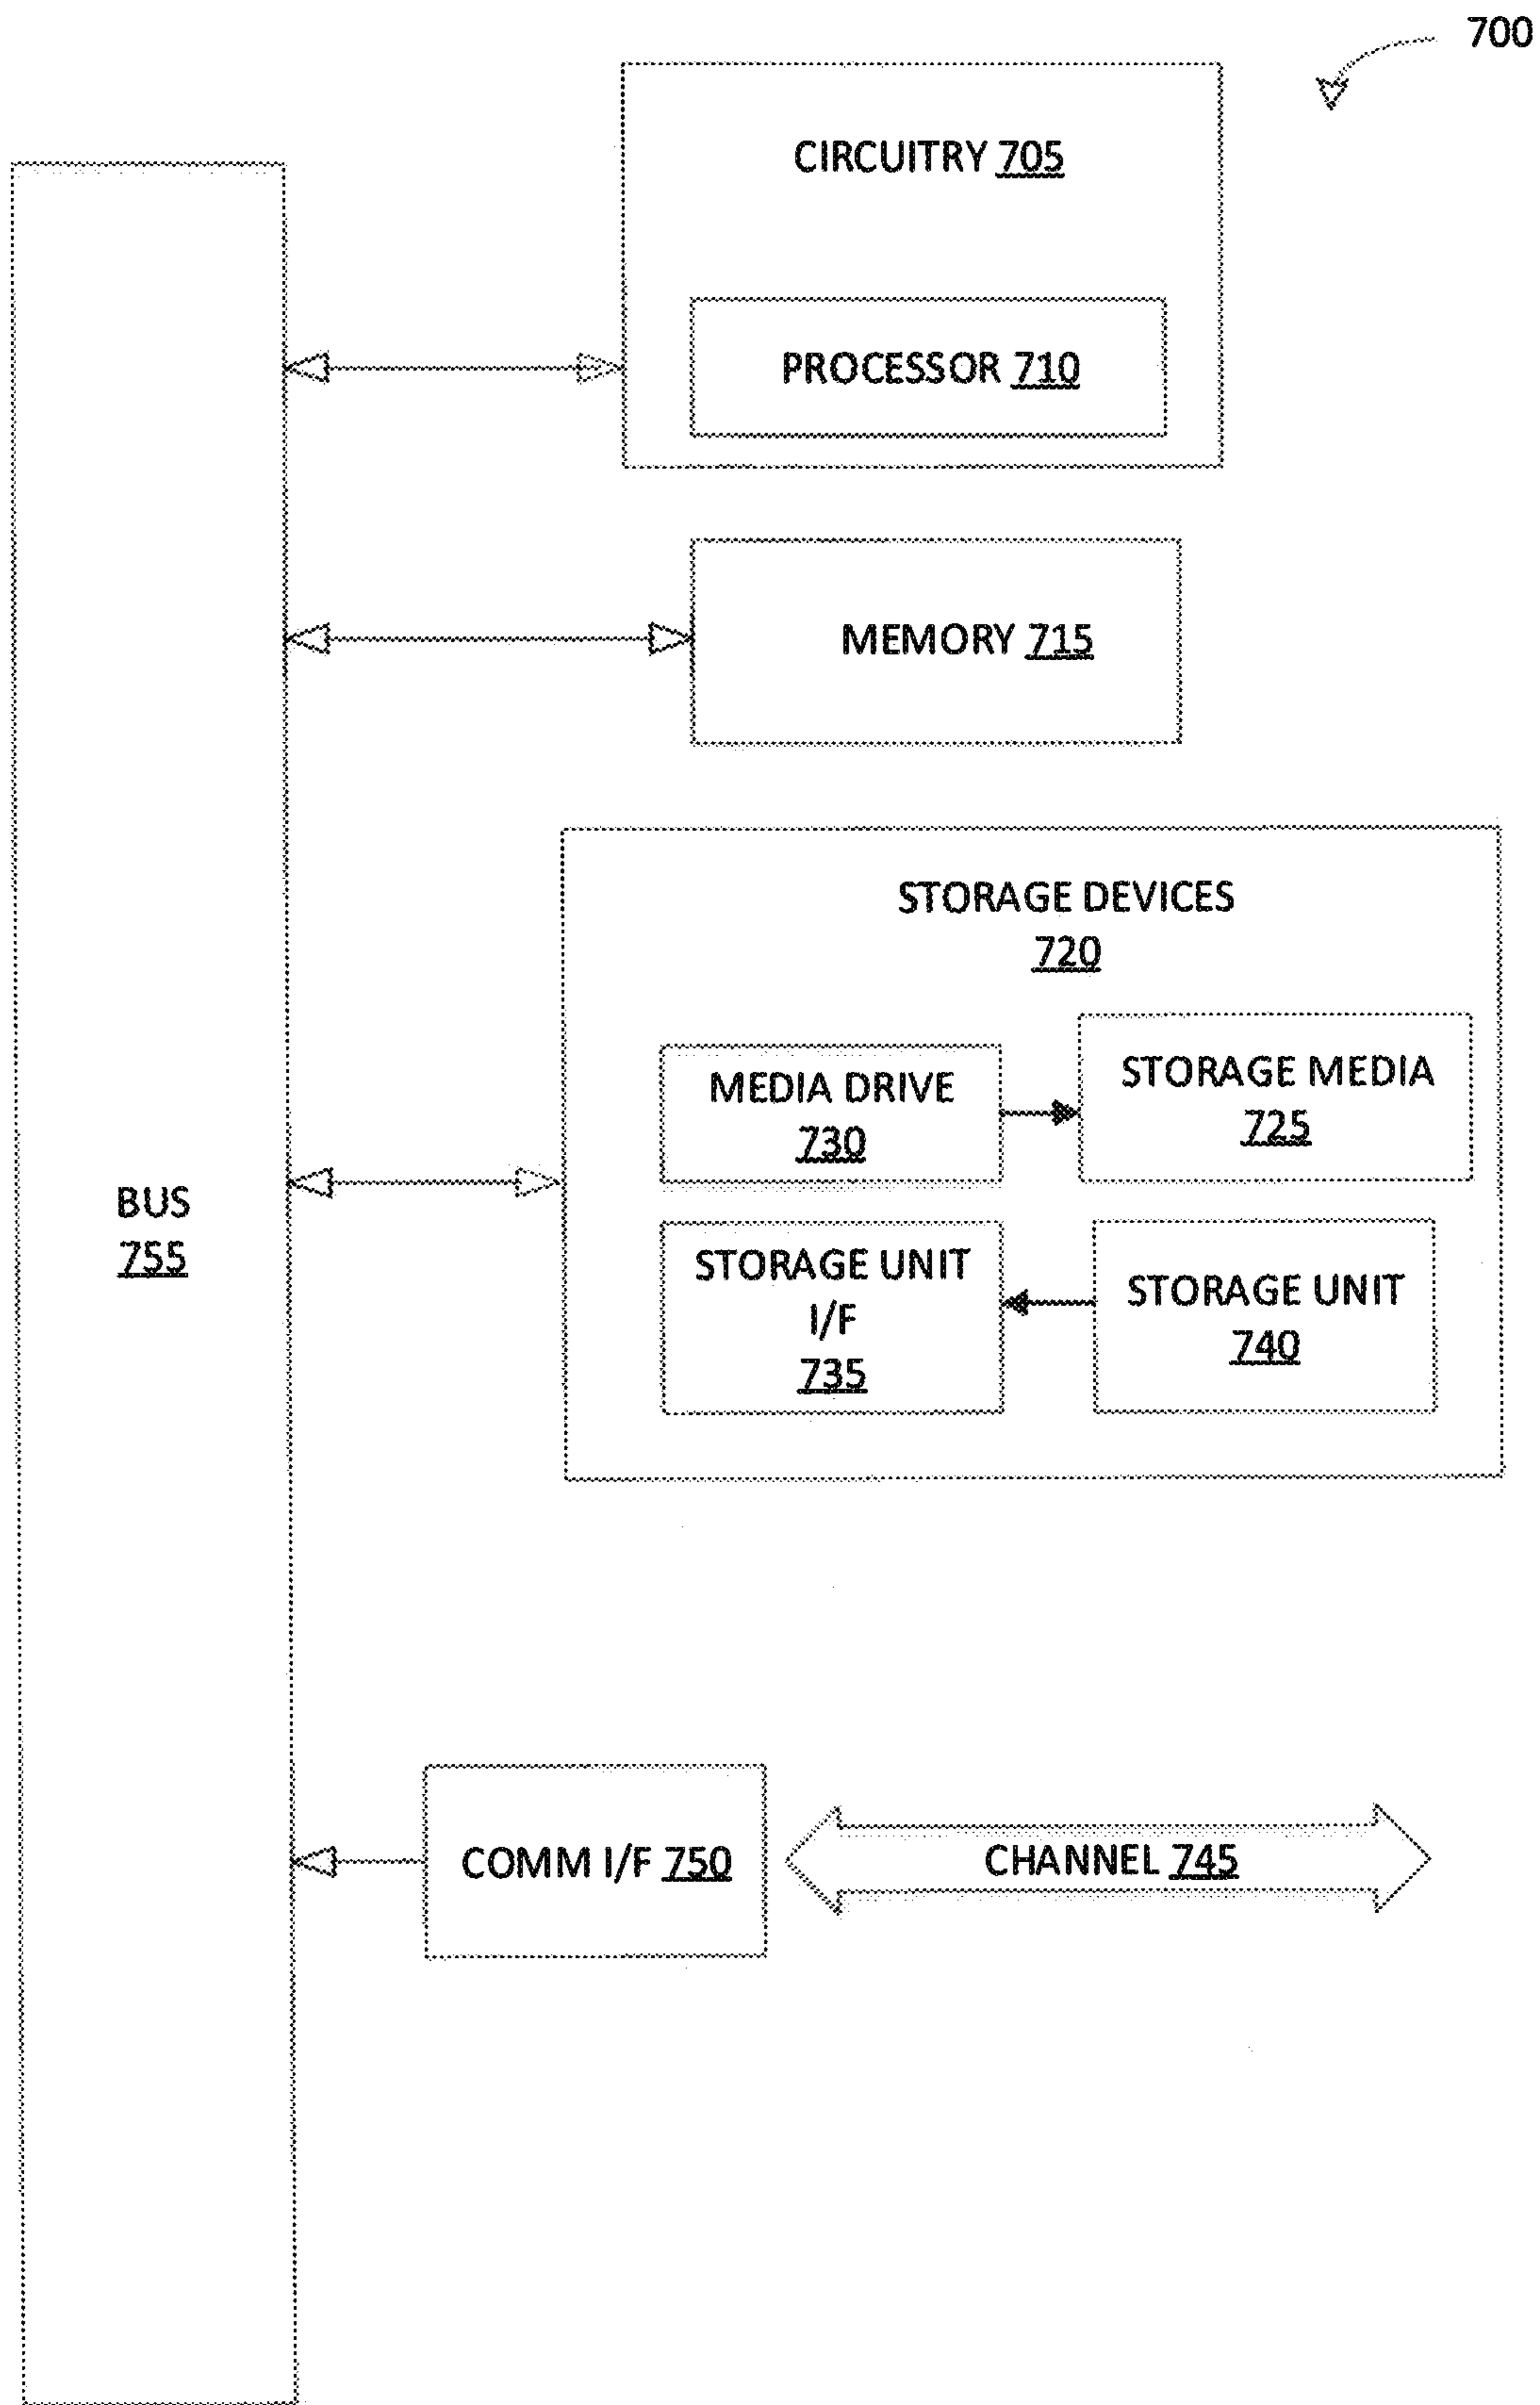 700
CIRCUITRY 705
PROCESSOR 710
MEMORY 715
STORAGE DEVICES
720
MEDIA DRIVE
730
STORAGE MEDIA
725
STORAGE UNIT
I/F
735
STORAGE UNIT
740
BUS
755
COMM I/F 750
CHANNEL 745